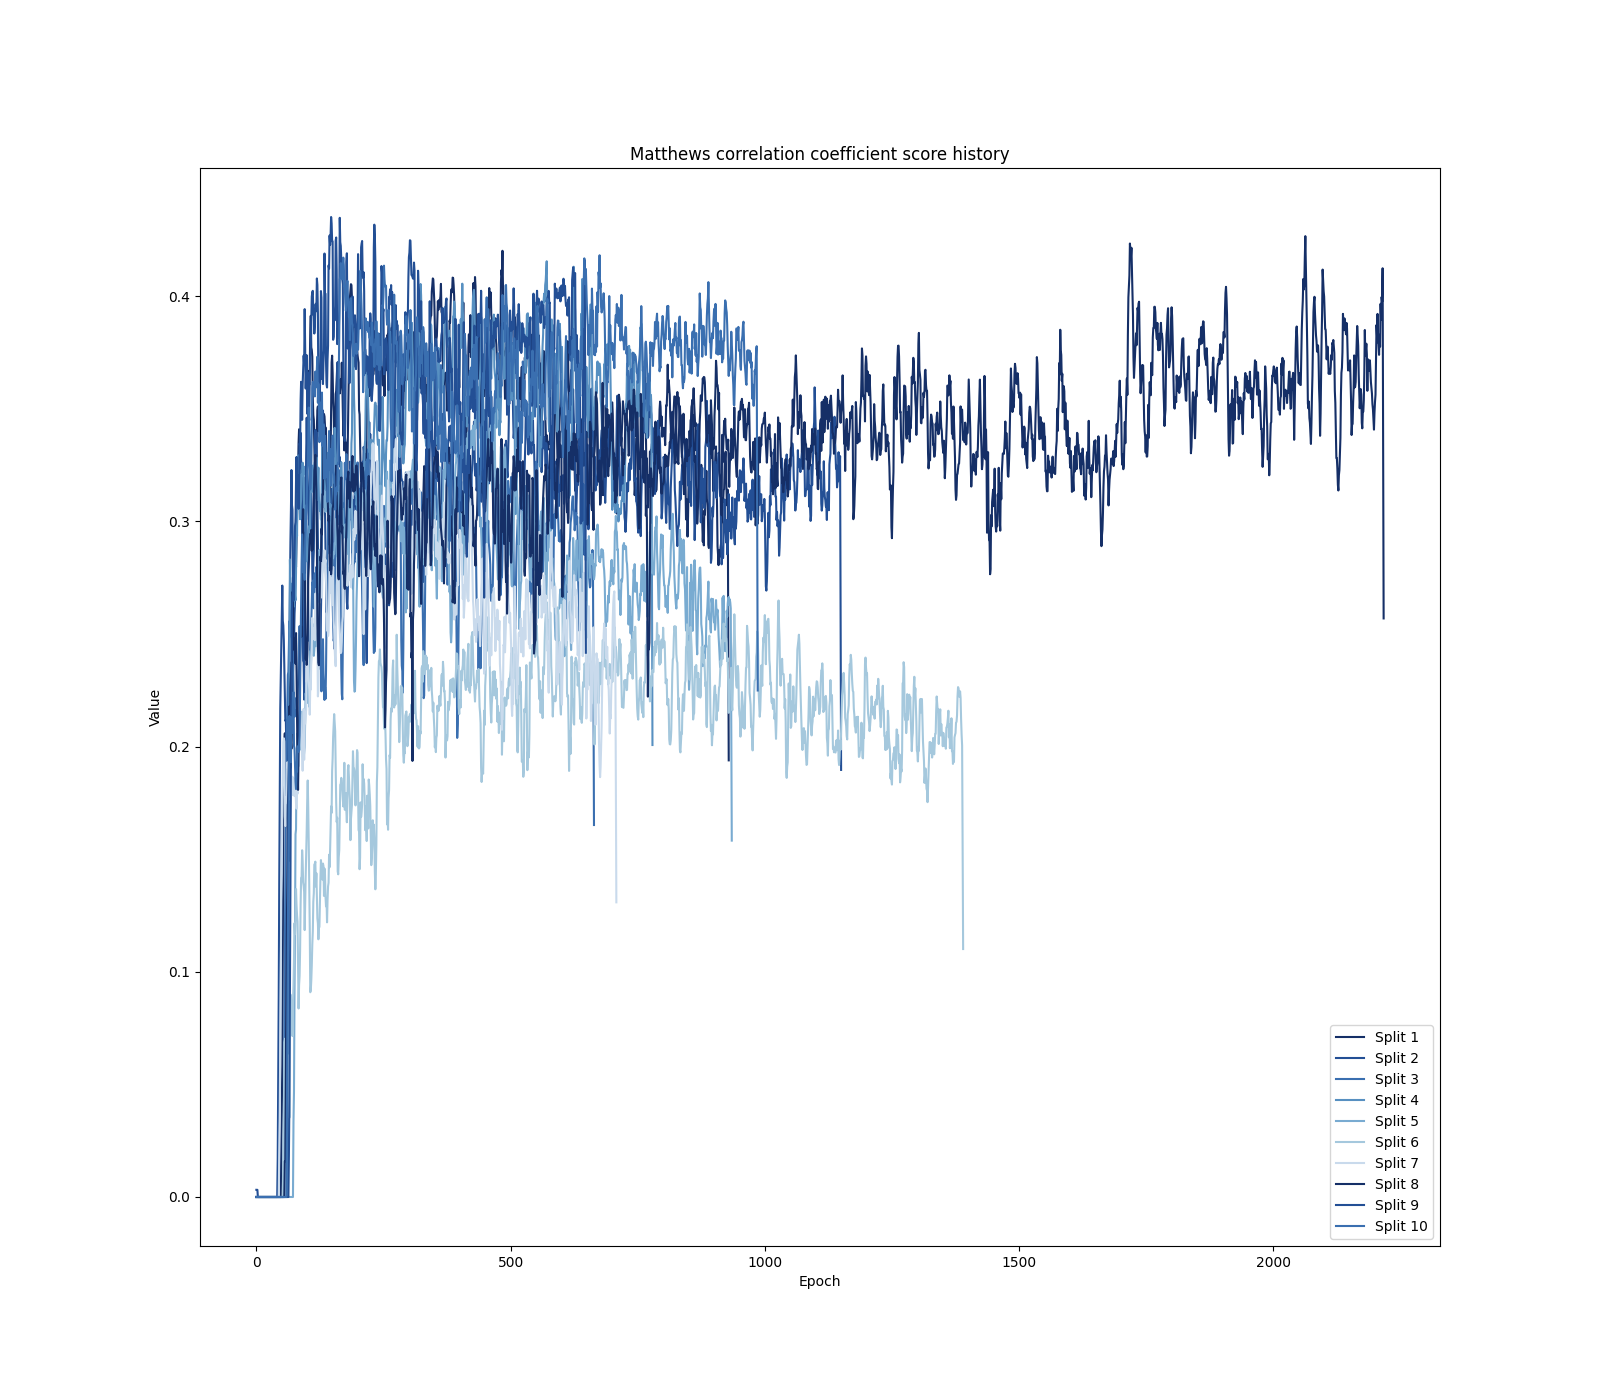 Matthews correlation coefficient score history
Value
0.4
0.3
0.2
0.1
0.0
0
500
1000
1500
2000
Epoch
Split 1
Split 2
Split 3
Split 4
Split 5
Split 6
Split 7
Split 8
Split 9
Split 10